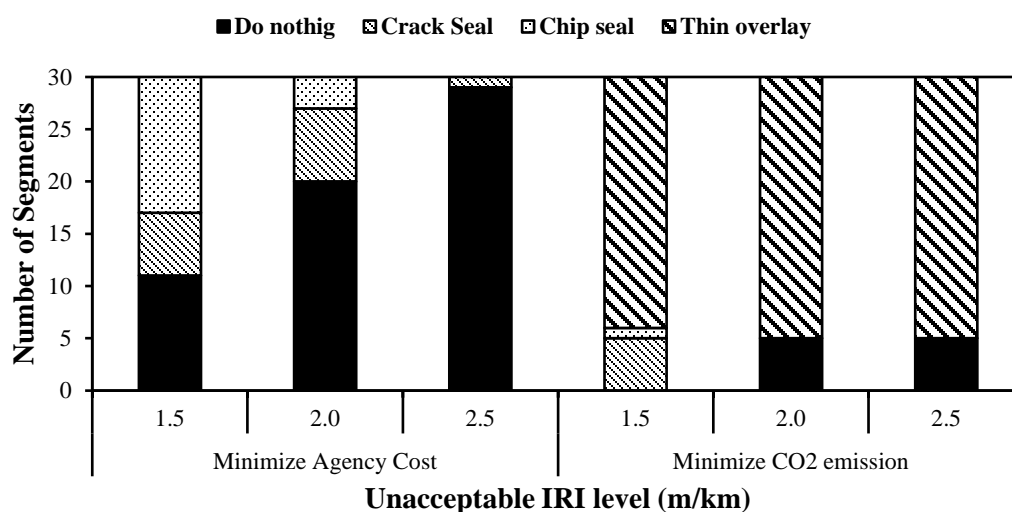 Do nothig Crack Seal Chip seal Thin overlay
30
25
20
15
10
5
0
Number of Segments
1.5 2.0 2.5 1.5 2.0 2.5
Minimize Agency Cost Minimize CO2 emission
Unacceptable IRI level (m/km)